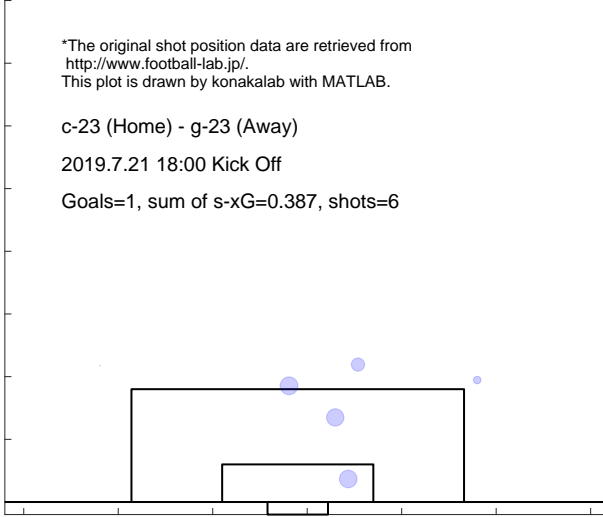 *The original shot position data are retrieved from
http://www.football-lab.jp/.
This plot is drawn by konakalab with MATLAB.
c-23 (Home) - g-23 (Away)
2019.7.21 18:00 Kick Off
Goals=1, sum of s-xG=0.387, shots=6